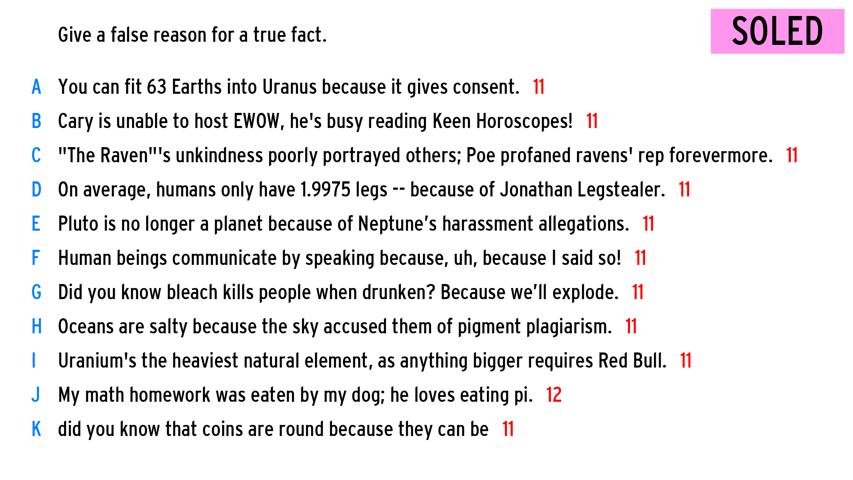 Give a false reason for a true fact.
SOLED
A You can fit 63 Earths into Uranus because it gives consent. 11
B Cary is unable to host EWOW, he's busy reading Keen Horoscopes! 11
C "The Raven"'s unkindness poorly portrayed others; Poe profaned ravens' rep forevermore. 11
D On average, humans only have 1.9975 legs -- because of Jonathan Legstealer. 11
E Pluto is no longer a planet because of Neptune’s harassment allegations. 11
F Human beings communicate by speaking because, uh, because I said so! 11
G Did you know bleach kills people when drunken? Because we’ll explode. 11
H Oceans are salty because the sky accused them of pigment plagiarism. 11
I Uranium's the heaviest natural element, as anything bigger requires Red Bull. 11
J My math homework was eaten by my dog; he loves eating pi. 12
K did you know that coins are round because they can be 11